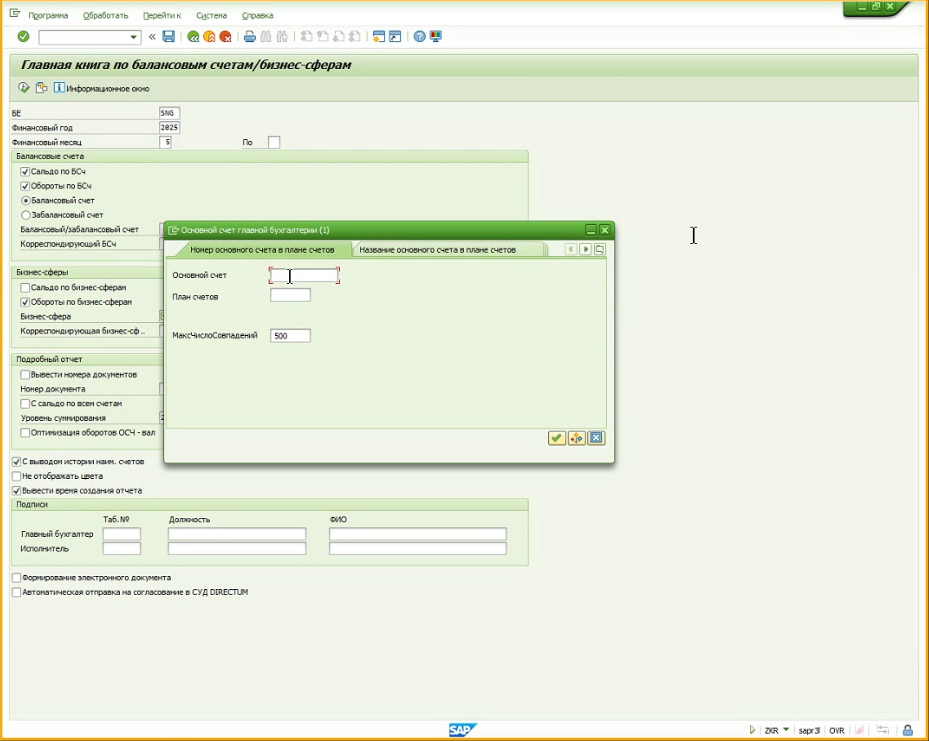 Программа Обработать Перейти к Система Справка
Главная книга по балансовым счетам/бизнес-сферам
Информационное окно
БЕ SNG
Финансовый год 2025
Финансовый месяц 5 По
Балансовые счета
Сальдо по БСч
Обороты по БСч
Балансовый счет
Забалансовый счет
Балансовый/забалансовый счет
Корреспондирующий БСч
Основной счет главной бухгалтерии (1)
Номер основного счета в плане счетов Название основного счета в плане счетов
Основной счет
План счетов
МаксЧислоСовпадений 500
Бизнес-сферы
Сальдо по бизнес-сферам
Обороты по бизнес-сферам
Бизнес-сфера
Корреспондирующая бизнес-сф ..
Подробный отчет
Вывести номера документов
Номер документа
С сальдо по всем счетам
Уровень суммирования
Оптимизация оборотов ОСЧ - вал
С выводом истории наим. счетов
Не отображать цвета
Вывести время создания отчета
Подписи
Таб.№ Должность ФИО
Главный бухгалтер
Исполнитель
Формирование электронного документа
Автоматическая отправка на согласование в СУД DIRECTUM
SAP
ZKR sapr3l OVR